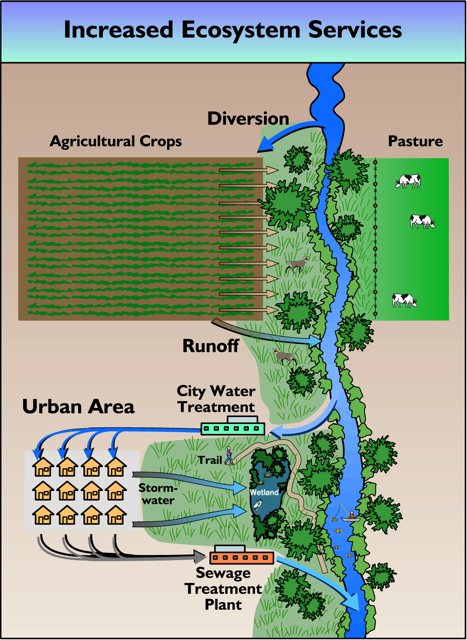 Increased Ecosystem Services
Diversion
Agricultural Crops
Pasture
Runoff
City Water
Treatment
Urban Area
Trail
Storm-
water
Wetland
Sewage
Treatment
Plant